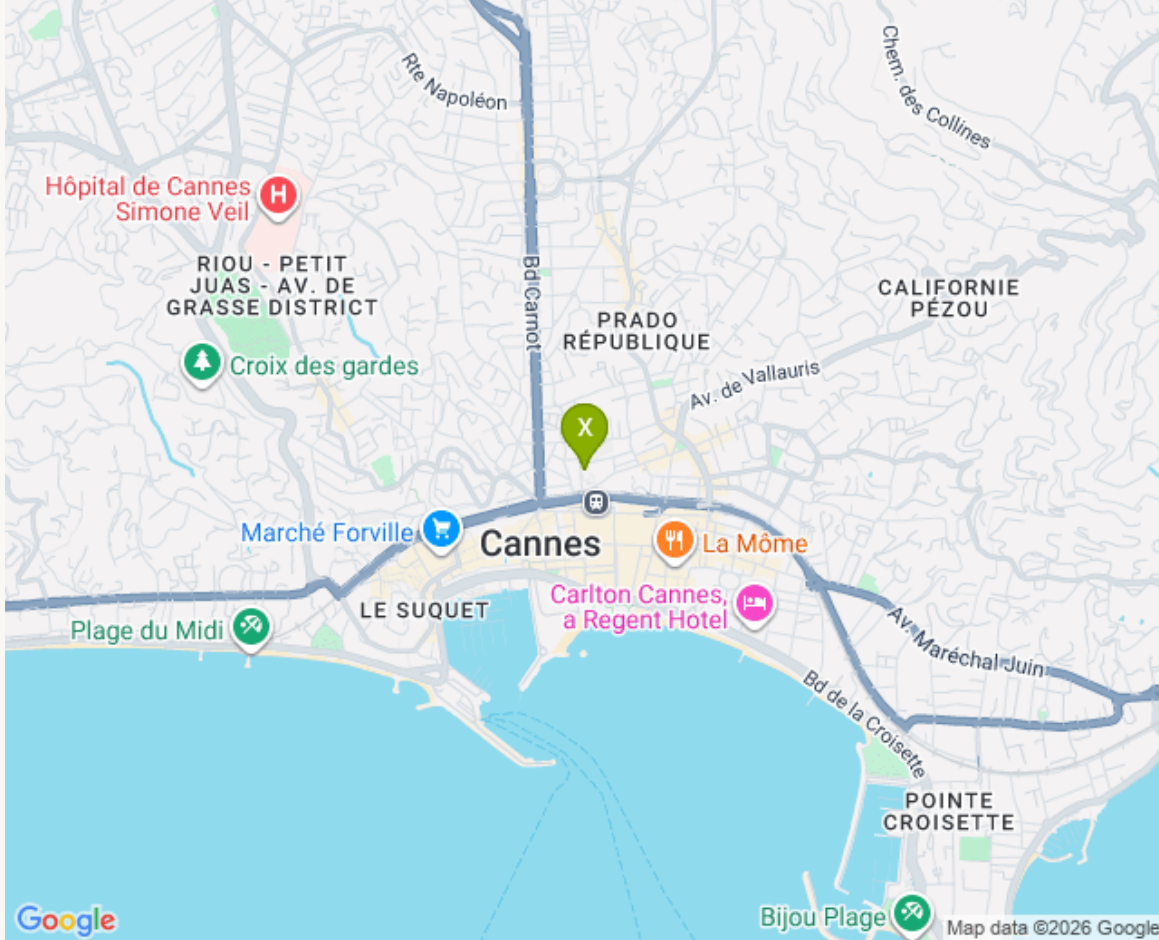 Chem. des Collines
Rte Napoléon
Hôpital de Cannes
Simone Veil
H
RIOU - PETIT
JUAS - AV. DE
GRASSE DISTRICT
Bd Carnot
CALIFORNIE
PÉZOU
PRADO
RÉPUBLIQUE
Croix des gardes
Av. de Vallauris
X
Marché Forville
Cannes
La Môme
Carlton Cannes,
a Regent Hotel
LE SUQUET
Plage du Midi
Av. Maréchal Juin
Bd de la Croisette
POINTE
CROISETTE
Bijou Plage
Google
Map data ©2026 Google